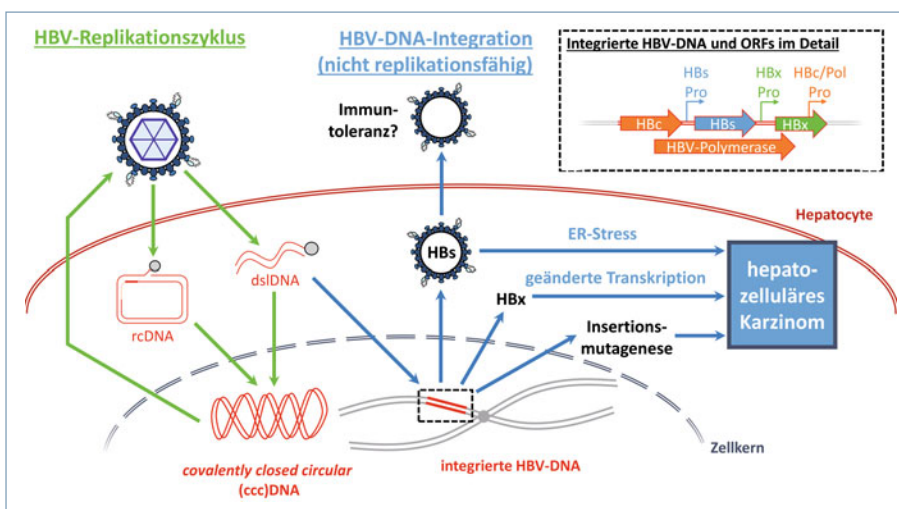 HBV-Replikationszyklus
HBV-DNA-Integration
(nicht replikationsfähig)
Immun-
toleranz?
Integrierte HBV-DNA und ORFs im Detail
HBs
Pro
HBx
Pro
HBc/Pol
Pro
HBc
HBs
HBx
HBV-Polymerase
Hepatocyte
rcDNA
dslDNA
HBs
ER-Stress
geänderte Transkription
HBx
Insertions-
mutagenese
hepato-
zelluläres
Karzinom
Zellkern
covalently closed circular
(ccc)DNA
integrierte HBV-DNA